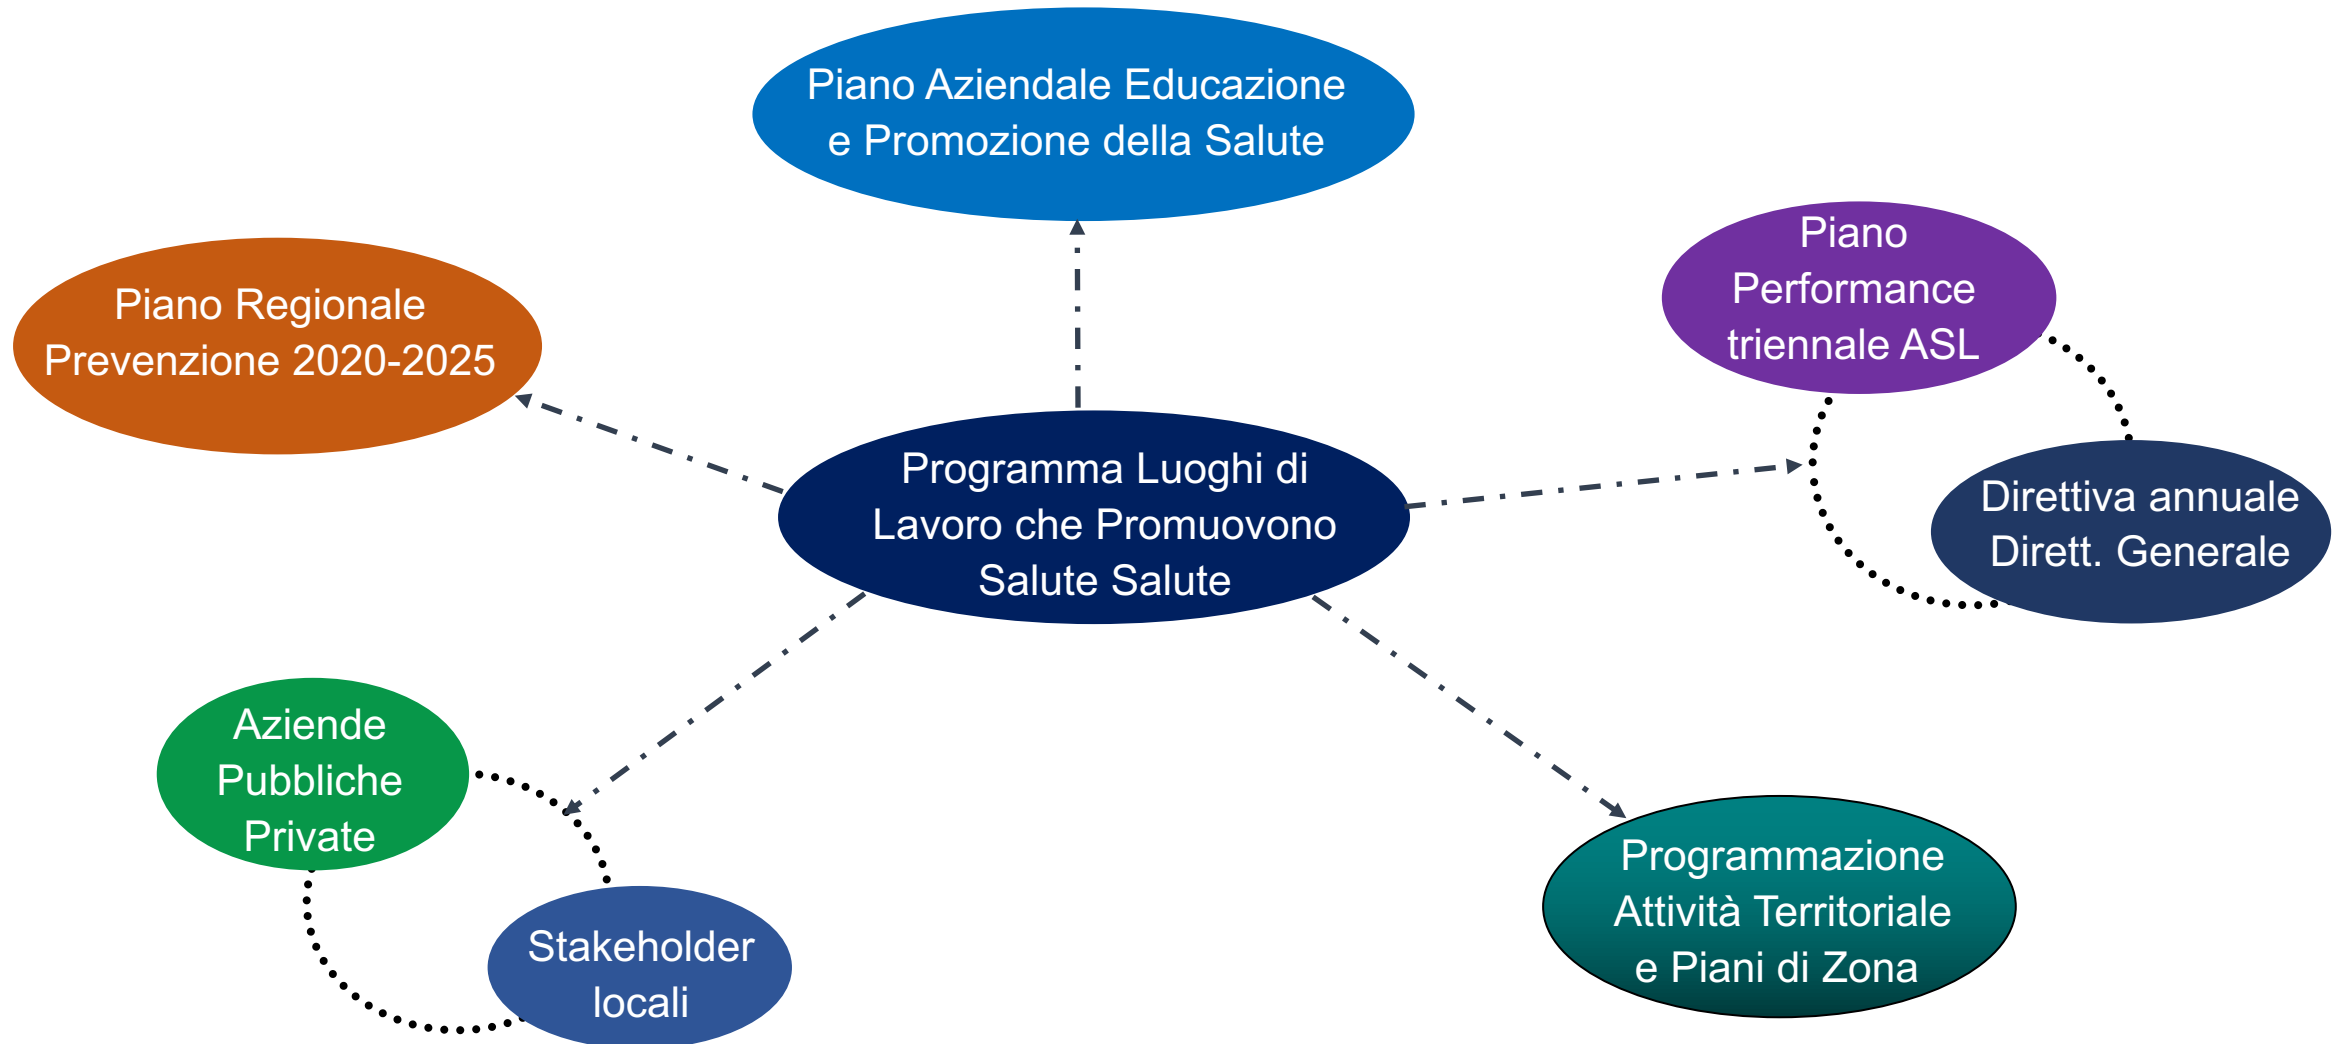 Piano Aziendale Educazione
e Promozione della Salute
Piano Regionale
Prevenzione 2020-2025
Piano
Performance
triennale ASL
Programma Luoghi di
Lavoro che Promuovono
Salute Salute
Direttiva annuale
Dirett. Generale
Aziende
Pubbliche
Private
Stakeholder
locali
Programmazione
Attività Territoriale
e Piani di Zona